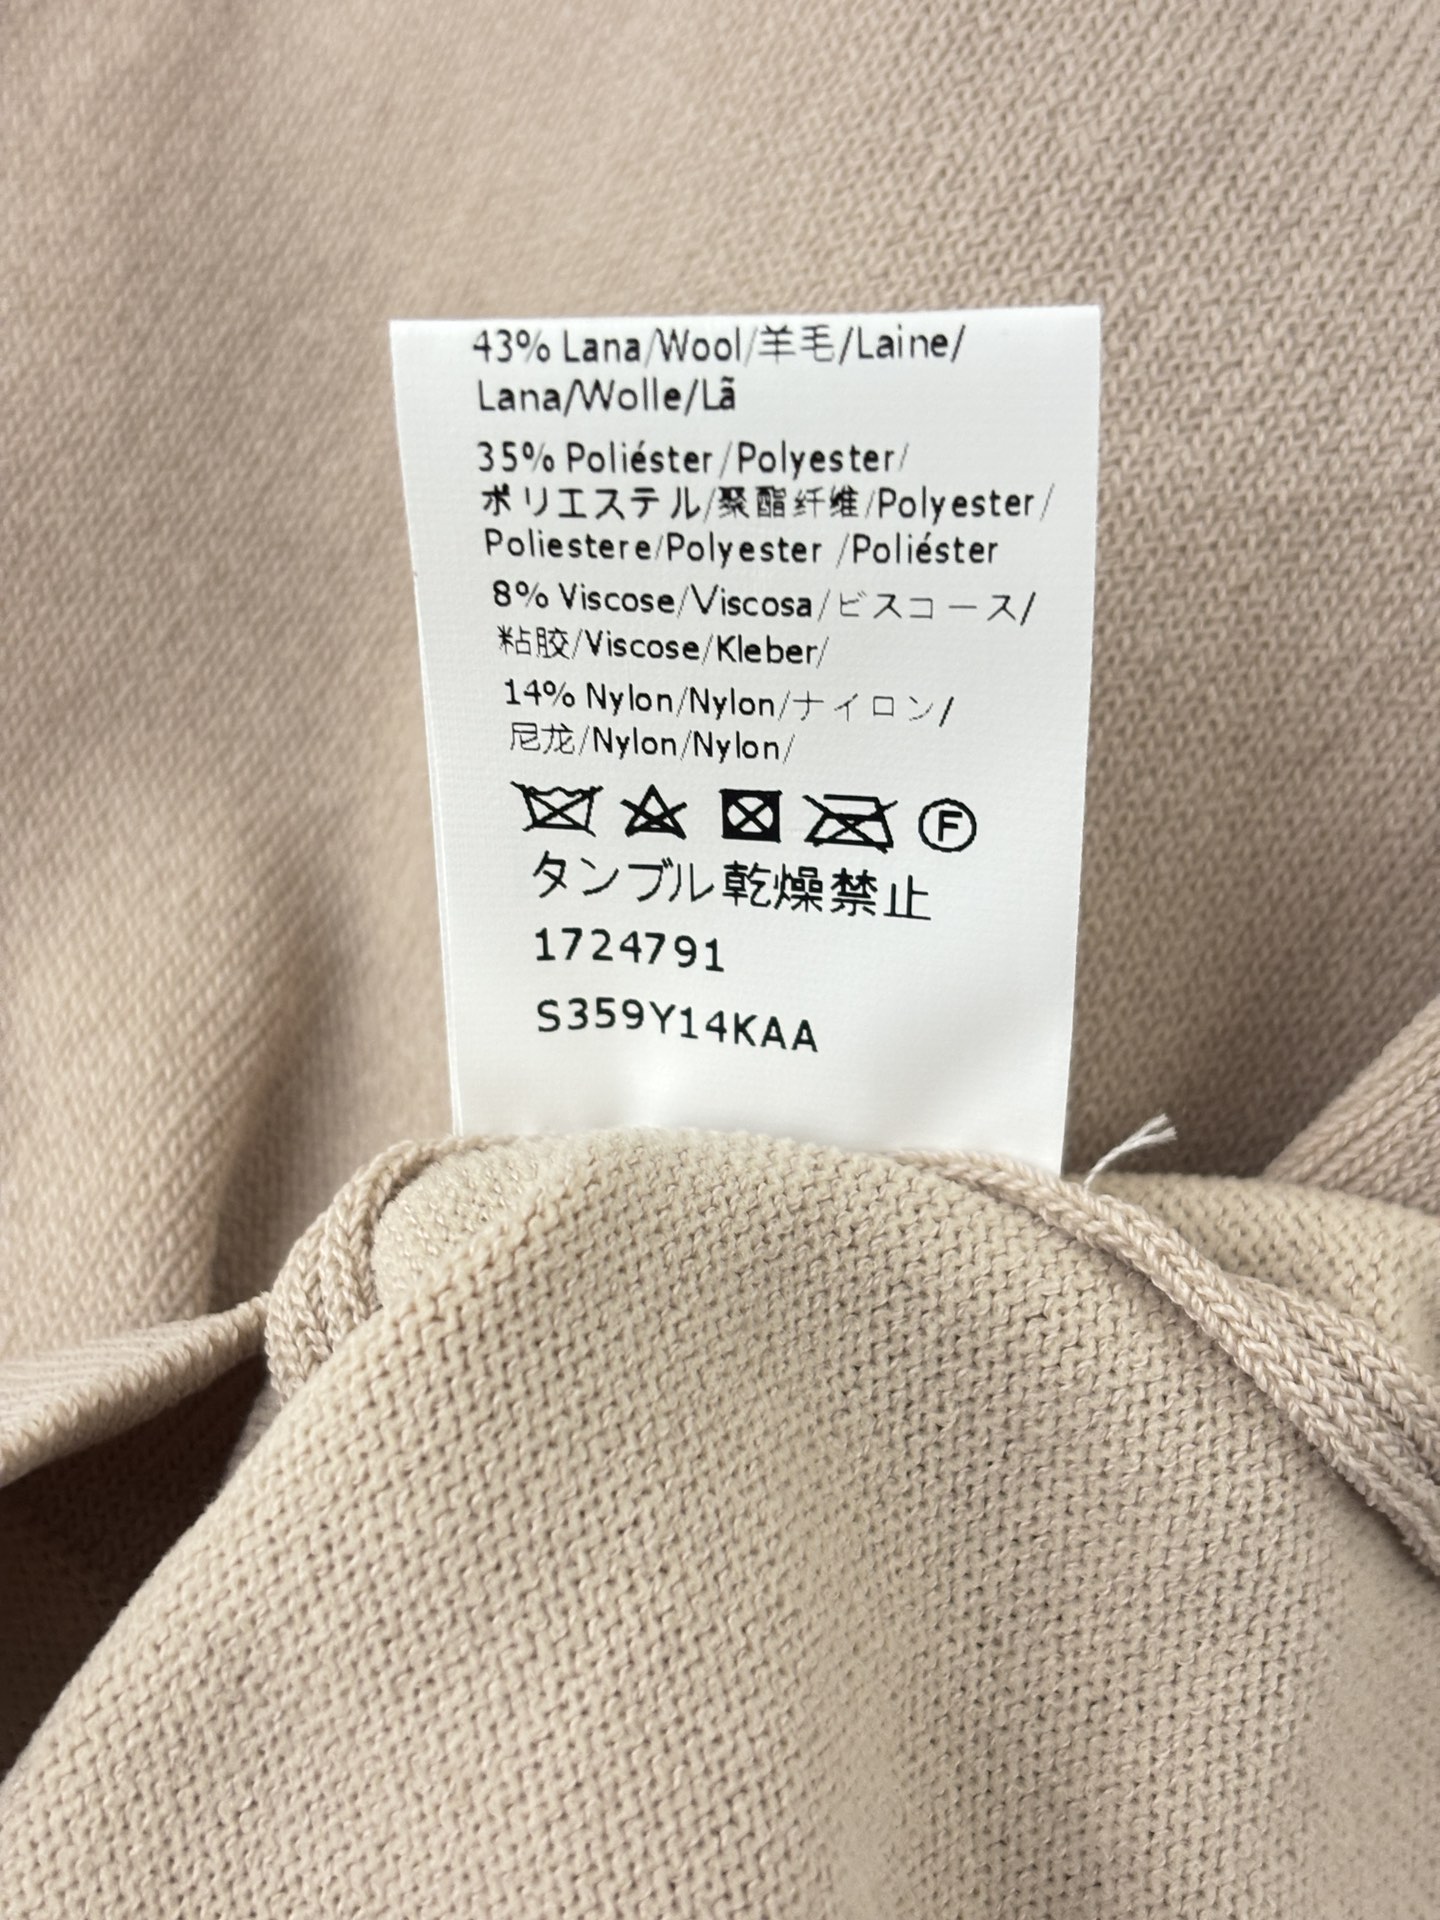 43% Lana/Wool/羊毛/Laine/
Lana/Wolle/Lã
35% Poliéster/Polyester/
ポリエステル/聚酯纤维/Polyester/
Poliestere/Polyester /Poliéster
8% Viscose/Viscosa/ビスコース/
粘胶/Viscose/Kleber/
14% Nylon/Nylon/ナイロン/
尼龙/Nylon/Nylon/
F
タンブル乾燥禁止
1724791
S359Y14KAA